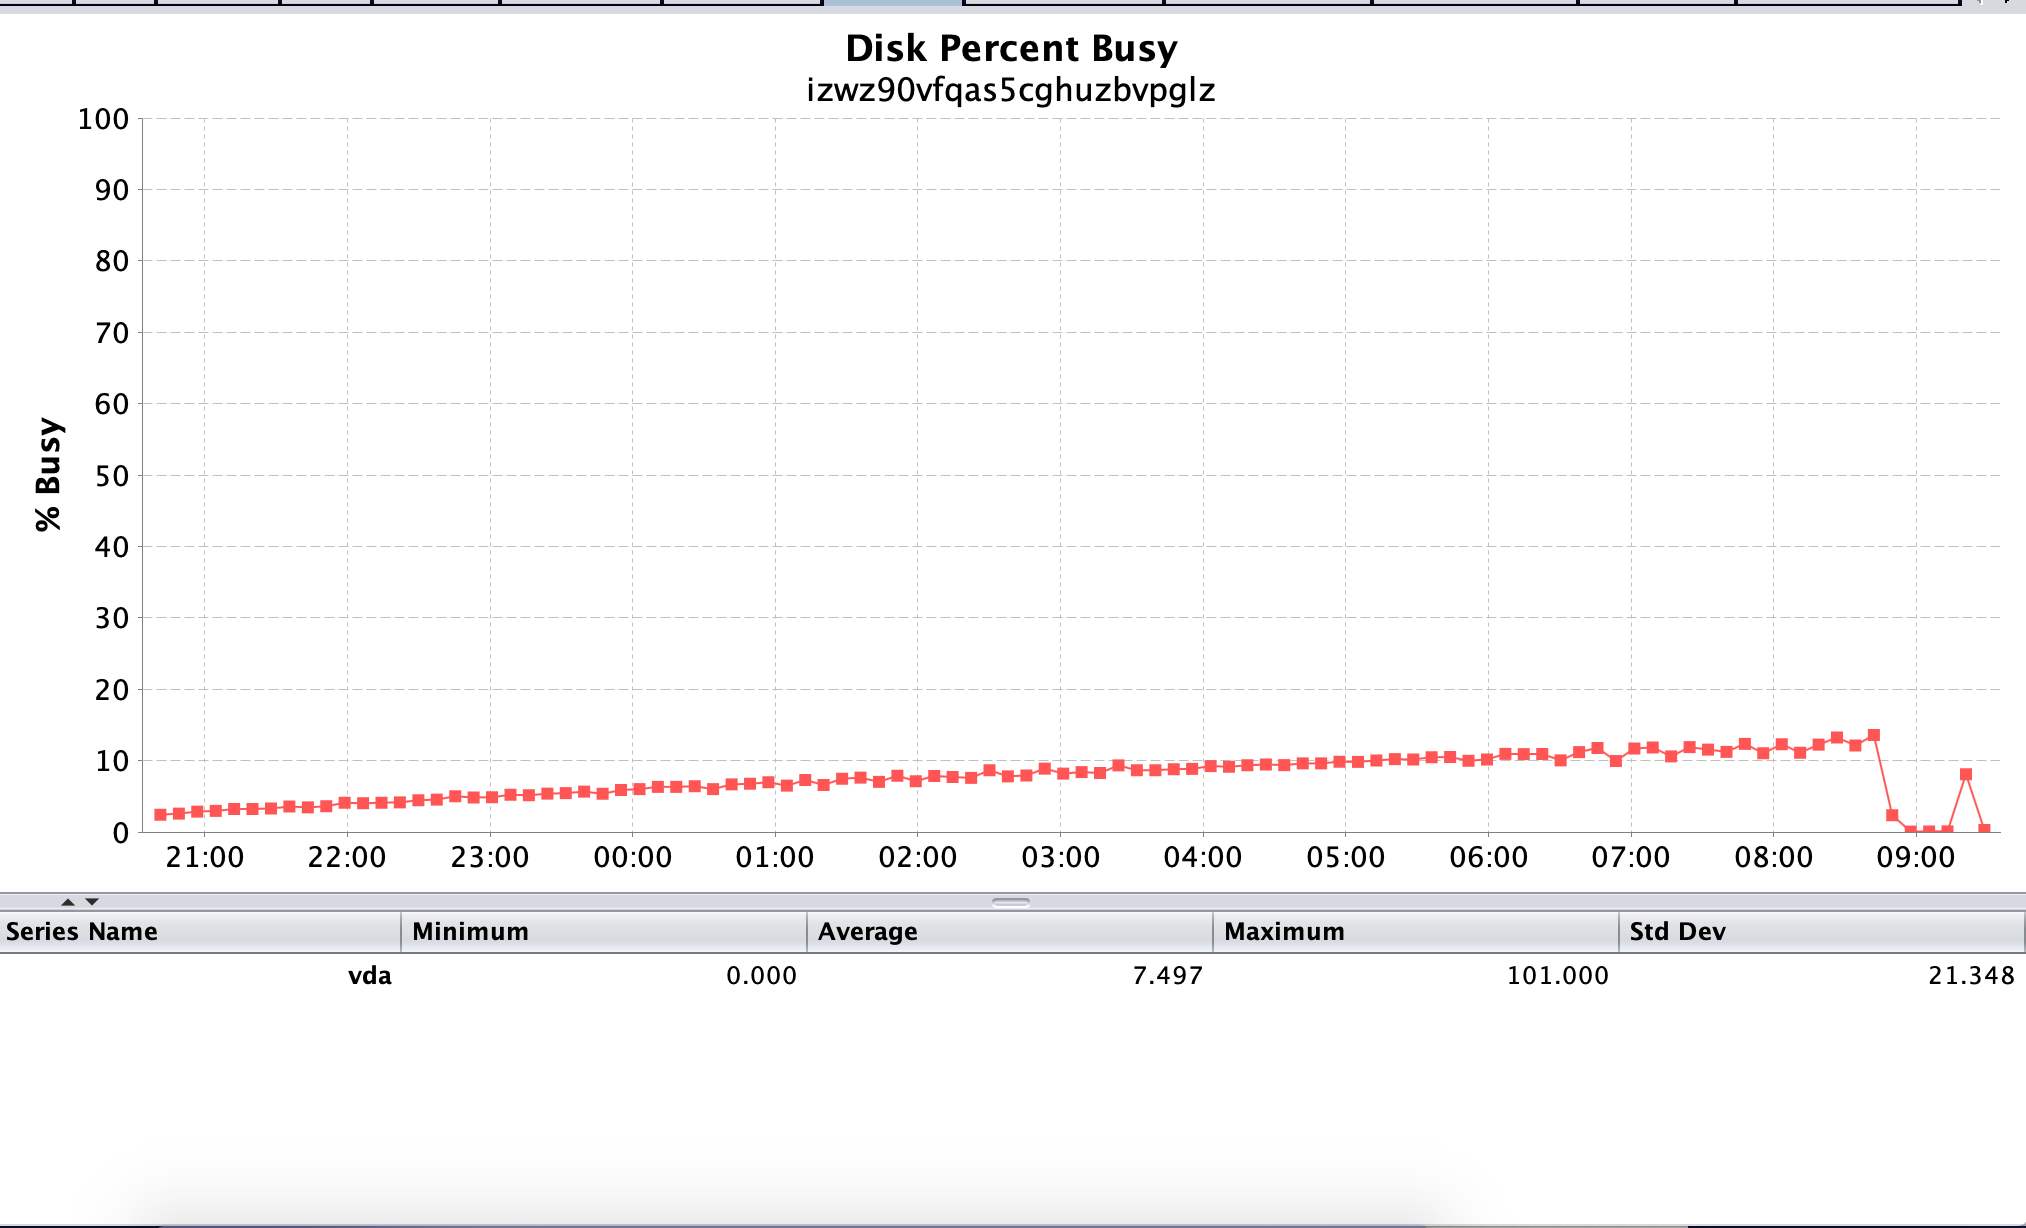 Disk Percent Busy
izwz90vfqas5cghuzbvpglz
100
90
80
70
60
50
40
30
20
10
0
% Busy
21:00 22:00 23:00 00:00 01:00 02:00 03:00 04:00 05:00 06:00 07:00 08:00 09:00
Series Name Minimum Average Maximum Std Dev
vda 0.000 7.497 101.000 21.348